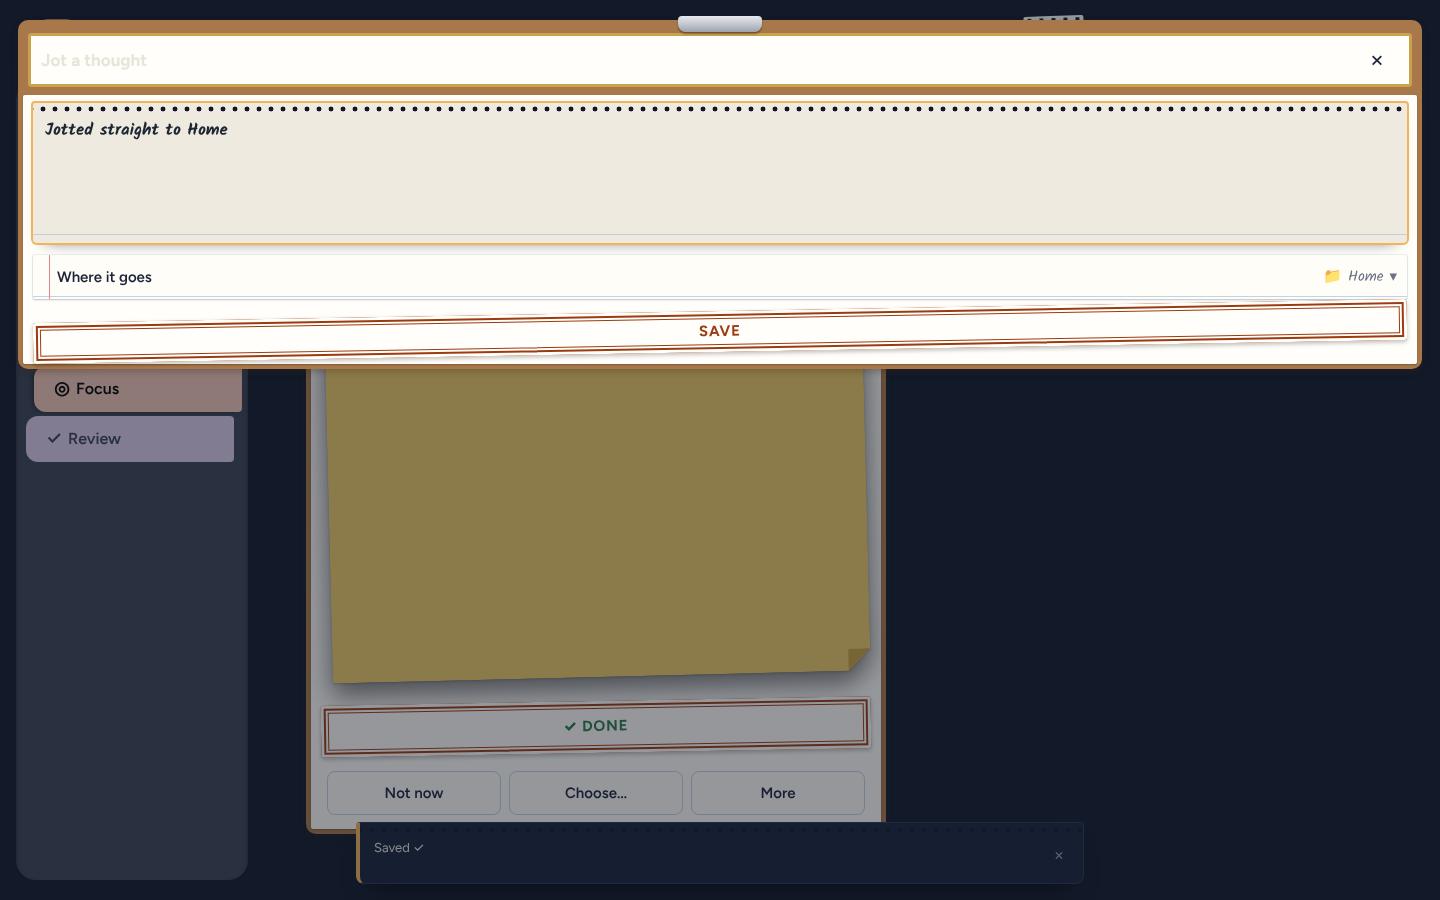 Jot a thought ×
Jotted straight to Home
Where it goes 📁 Home ▼
SAVE
Focus
✓ Review
✓ DONE
Not now Choose... More
Saved ✓ ×